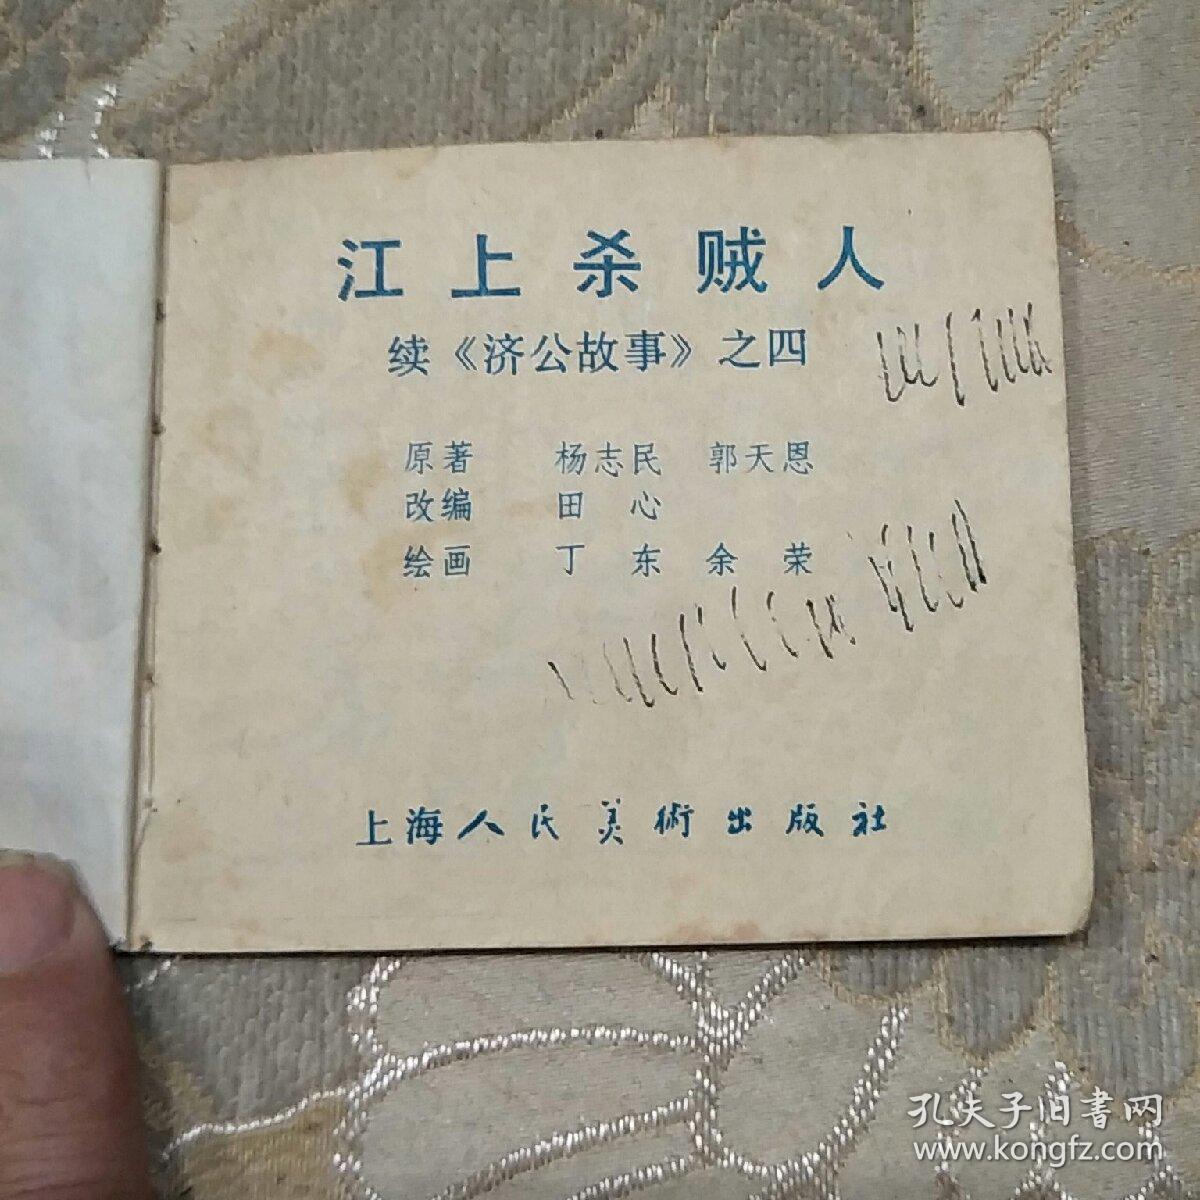 江上杀贼人
续《济公故事》之四
原著 杨志民 郭天恩
改编 田心
绘画 丁东 余荣
上海人民美術出版社
孔夫子旧書网
www.kongfz.com